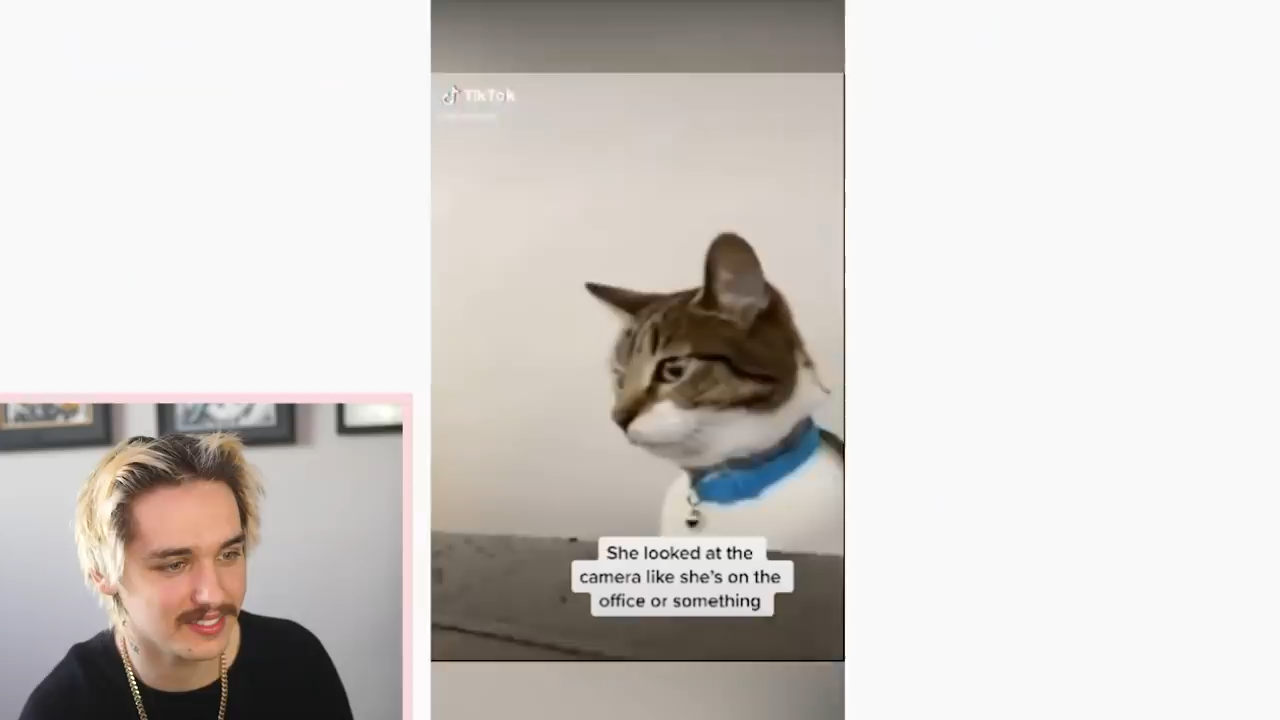 TikTok
She looked at the
camera like she's on the
office or something